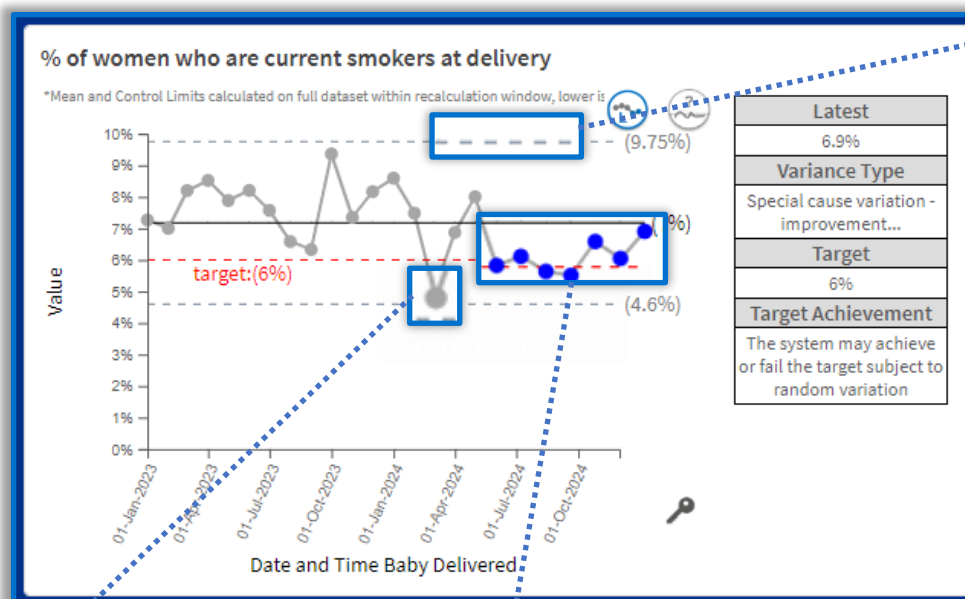 % of women who are current smokers at delivery
*Mean and Control Limits calculated on full dataset within recalculation window, lower is
10%
9%
8%
7%
6%
5%
4%
3%
2%
1%
0%
(9.75%)
%)
(4.6%)
target:(6%)
Value
01-Jan-2023
01-Apr-2023
01-Jul-2023
01-Oct-2023
01-Jan-2024
01-Apr-2024
01-Jul-2024
01-Oct-2024
Date and Time Baby Delivered
Latest
6.9%
Variance Type
Special cause variation -
improvement...
Target
6%
Target Achievement
The system may achieve
or fail the target subject to
random variation